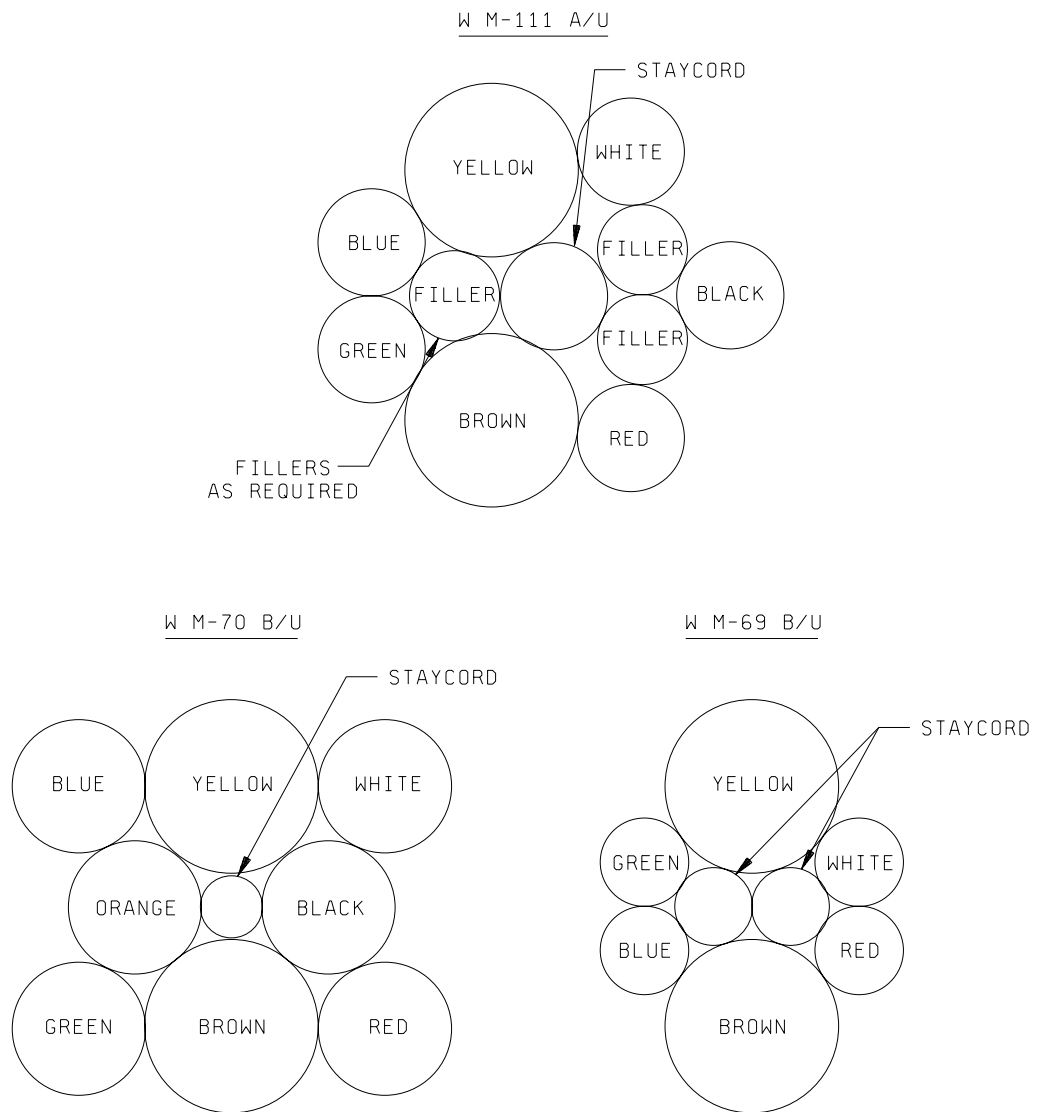 W M-111 A/U
STAYCORD
YELLOW
WHITE
BLUE
FILLER
FILLER
BLACK
GREEN
FILLER
BROWN
RED
FILLERS
AS REQUIRED
W M-70 B/U
STAYCORD
BLUE
YELLOW
WHITE
ORANGE
BLACK
GREEN
BROWN
RED
W M-69 B/U
STAYCORD
YELLOW
GREEN
WHITE
BLUE
RED
BROWN